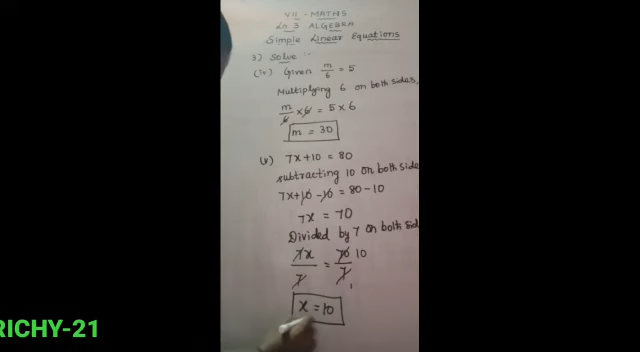 VII - MATHS
Ln.3 ALGEBRA
Simple Linear Equations
3) Solve :-
(iv) Given m/6 = 5
Multiplying 6 on both sides,
m/6 × 6 = 5 × 6
m = 30
(v) 7x + 10 = 80
subtracting 10 on both side
7x + 10 - 10 = 80 - 10
7x = 70
Divided by 7 on both sid
7x/7 = 70/7 10 1
x = 10
RICHY-21